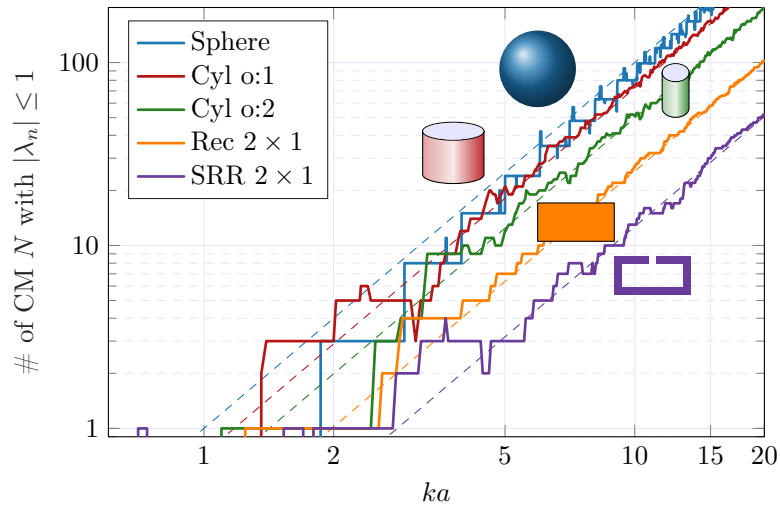 Sphere
Cyl o:1
Cyl o:2
Rec 2 × 1
SRR 2 × 1
# of CM N with |λₙ| ≤ 1
100
10
1
1 2 5 10 15 20
ka